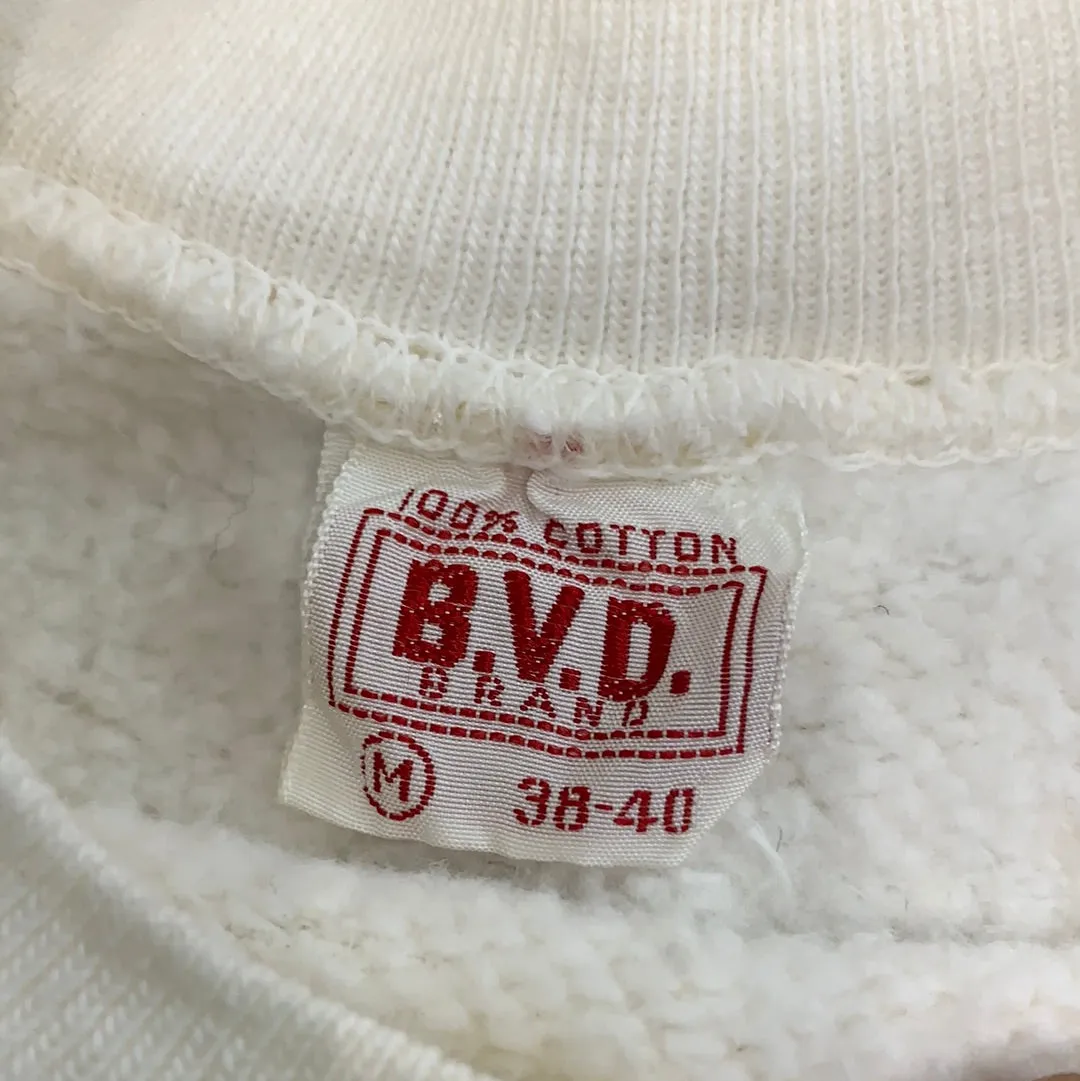 100% COTTON
B.V.D.
BRAND
M 38-40